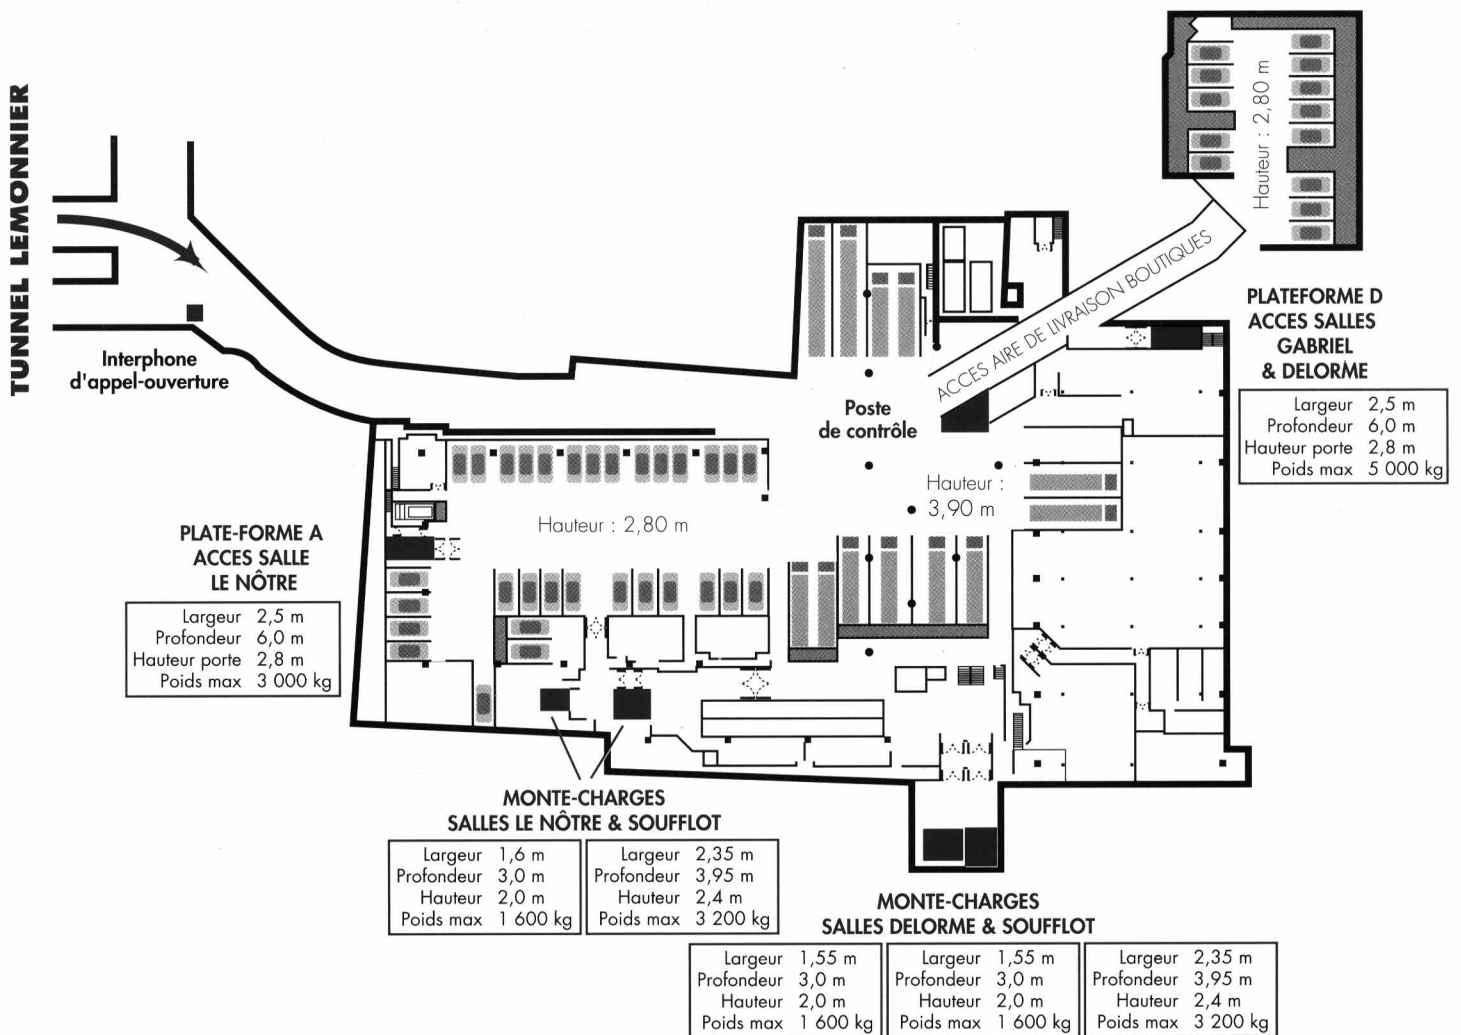 TUNNEL LEMONNIER
Interphone
d'appel-ouverture
Hauteur : 2,80 m
ACCES AIRE DE LIVRAISON BOUTIQUES
PLATEFORME D
ACCES SALLES
GABRIEL
& DELORME
Largeur 2,5 m
Profondeur 6,0 m
Hauteur porte 2,8 m
Poids max 5 000 kg
Poste
de contrôle
Hauteur :
3,90 m
Hauteur : 2,80 m
PLATE-FORME A
ACCES SALLE
LE NÔTRE
Largeur 2,5 m
Profondeur 6,0 m
Hauteur porte 2,8 m
Poids max 3 000 kg
MONTE-CHARGES
SALLES LE NÔTRE & SOUFFLOT
Largeur 1,6 m
Profondeur 3,0 m
Hauteur 2,0 m
Poids max 1 600 kg
Largeur 2,35 m
Profondeur 3,95 m
Hauteur 2,4 m
Poids max 3 200 kg
MONTE-CHARGES
SALLES DELORME & SOUFFLOT
Largeur 1,55 m
Profondeur 3,0 m
Hauteur 2,0 m
Poids max 1 600 kg
Largeur 1,55 m
Profondeur 3,0 m
Hauteur 2,0 m
Poids max 1 600 kg
Largeur 2,35 m
Profondeur 3,95 m
Hauteur 2,4 m
Poids max 3 200 kg